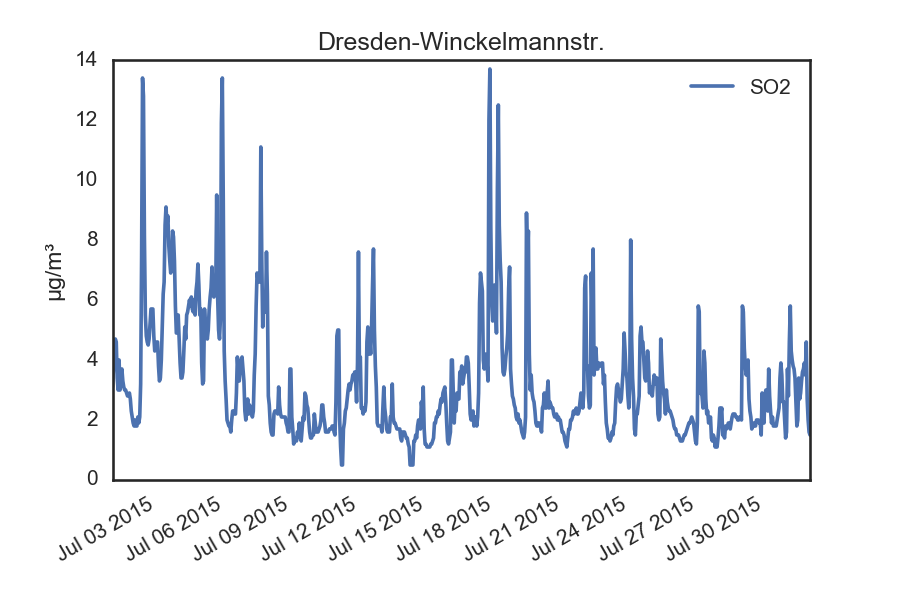 Dresden-Winckelmannstr.
14
12
10
8
6
4
2
0
µg/m³
SO2
Jul 03 2015
Jul 06 2015
Jul 09 2015
Jul 12 2015
Jul 15 2015
Jul 18 2015
Jul 21 2015
Jul 24 2015
Jul 27 2015
Jul 30 2015